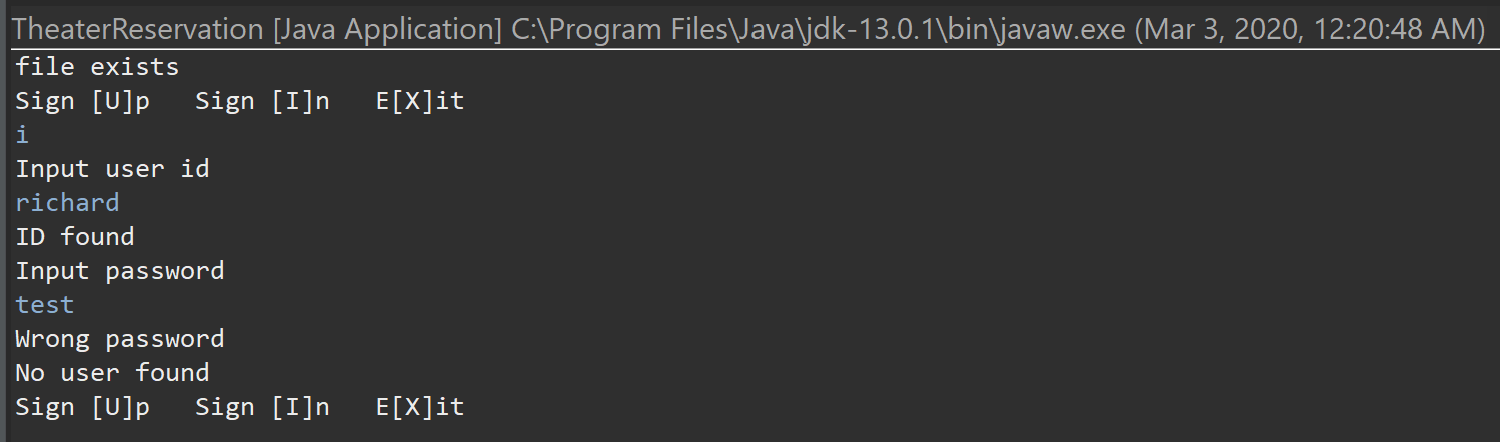 TheaterReservation [Java Application] C:\Program Files\Java\jdk-13.0.1\bin\javaw.exe (Mar 3, 2020, 12:20:48 AM)
file exists
Sign [U]p   Sign [I]n   E[X]it
i
Input user id
richard
ID found
Input password
test
Wrong password
No user found
Sign [U]p   Sign [I]n   E[X]it